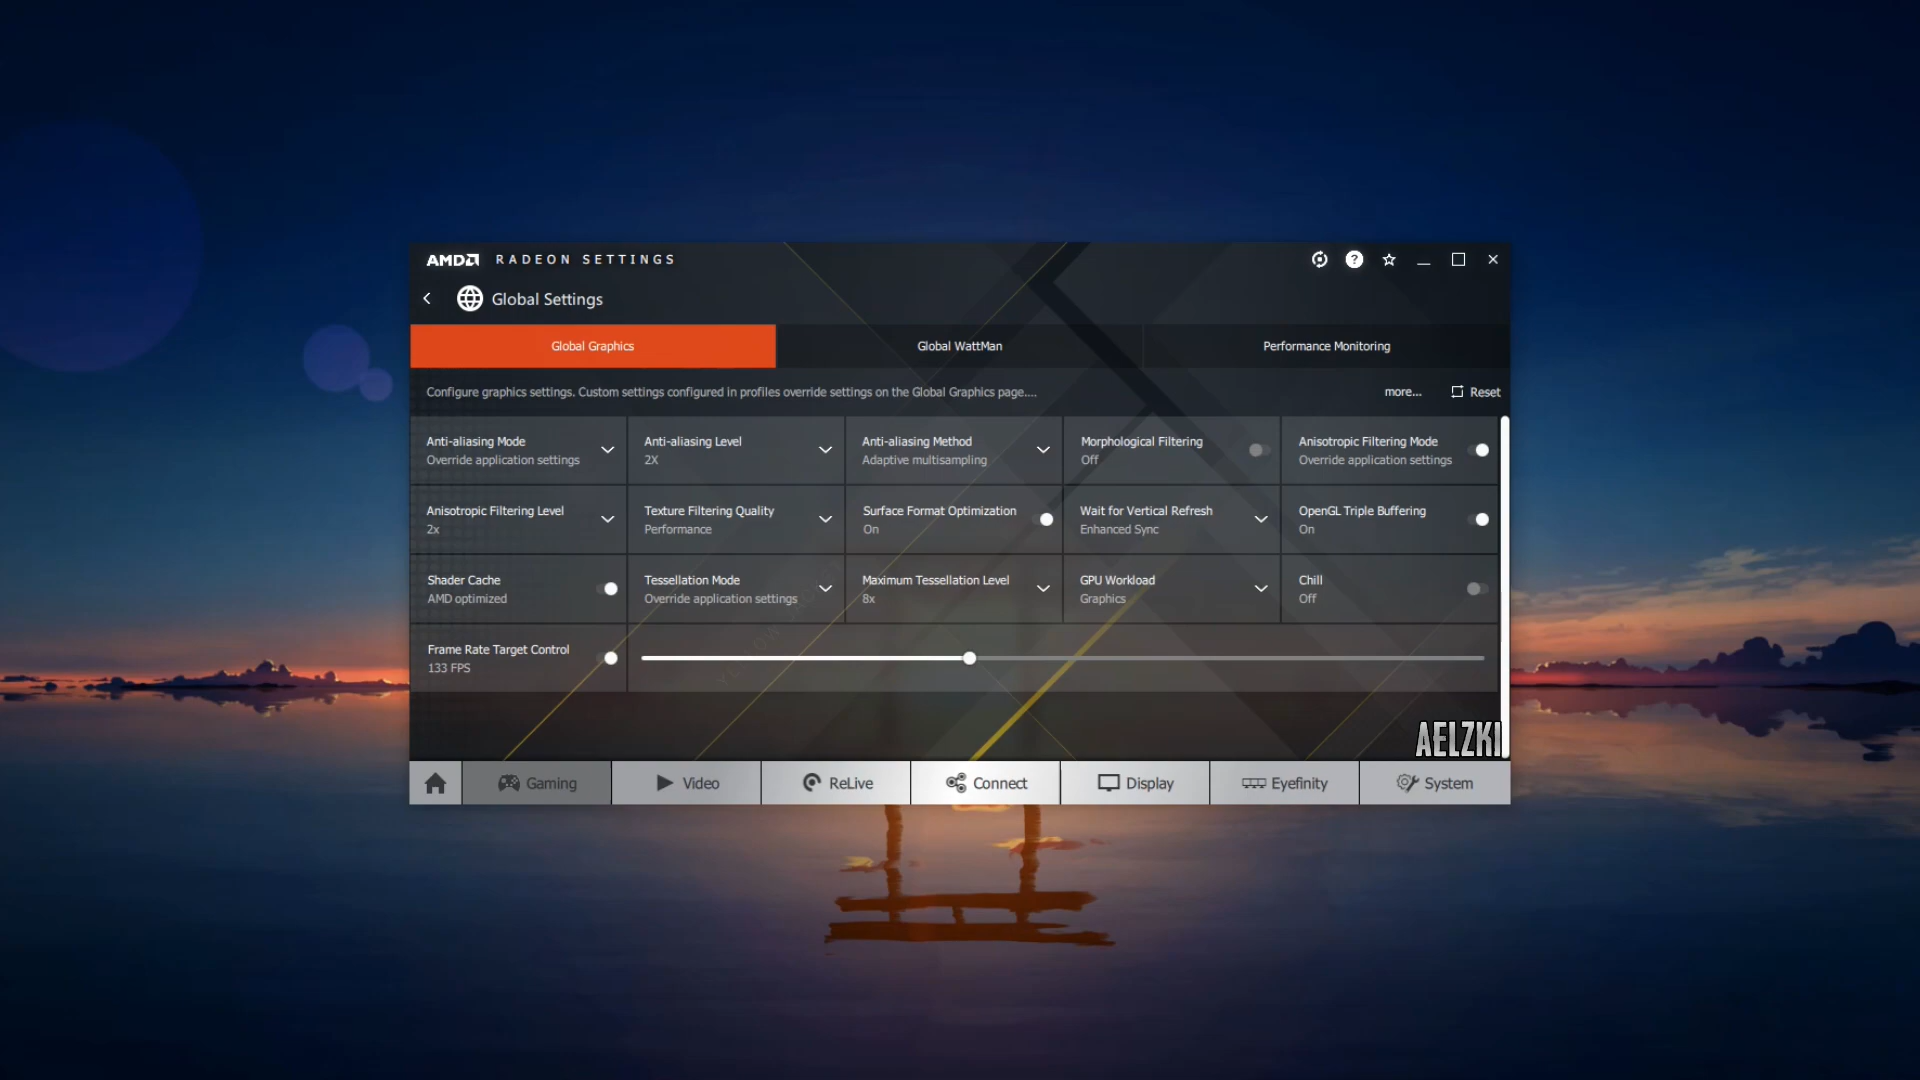 AMD RADEON SETTINGS
Global Settings
Global Graphics Global WattMan Performance Monitoring
Configure graphics settings. Custom settings configured in profiles override settings on the Global Graphics page.... more... Reset
Anti-aliasing Mode Anti-aliasing Level Anti-aliasing Method Morphological Filtering Anisotropic Filtering Mode
Override application settings 2X Adaptive multisampling Off Override application settings
Anisotropic Filtering Level Texture Filtering Quality Surface Format Optimization Wait for Vertical Refresh OpenGL Triple Buffering
2x Performance On Enhanced Sync On
Shader Cache Tessellation Mode Maximum Tessellation Level GPU Workload Chill
AMD optimized Override application settings 8x Graphics Off
Frame Rate Target Control
133 FPS
AELZKI
Gaming Video ReLive Connect Display Eyefinity System